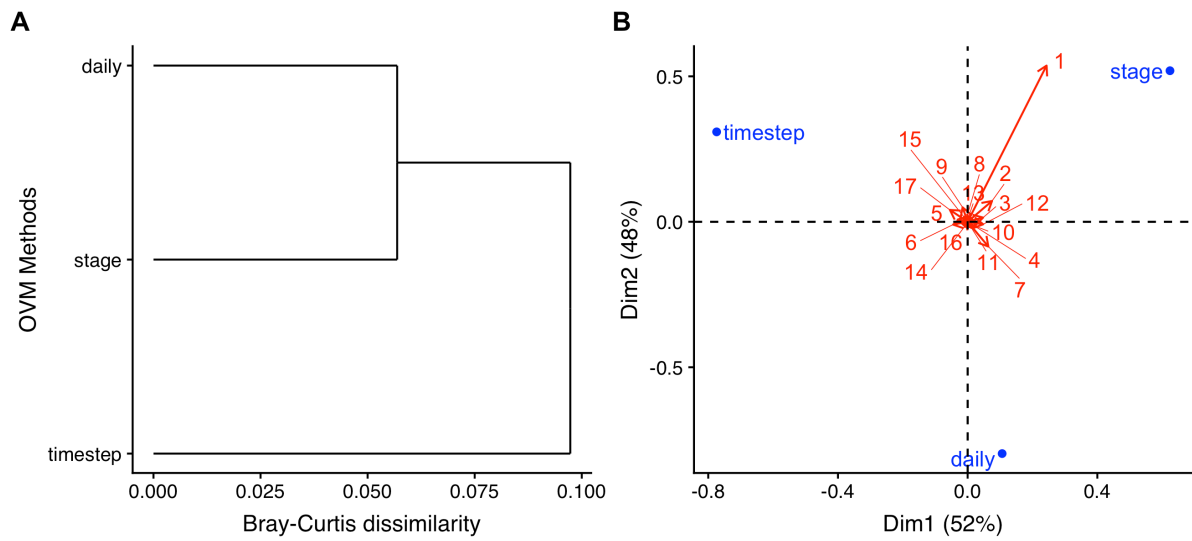 A
daily
stage
timestep
OVM Methods
0.000 0.025 0.050 0.075 0.100
Bray-Curtis dissimilarity
B
0.5
0.0
-0.5
Dim2 (48%)
1
stage
timestep
15
9
8
2
17
13
3
12
5
6
16
10
14
11
4
7
daily
-0.8 -0.4 0.0 0.4
Dim1 (52%)